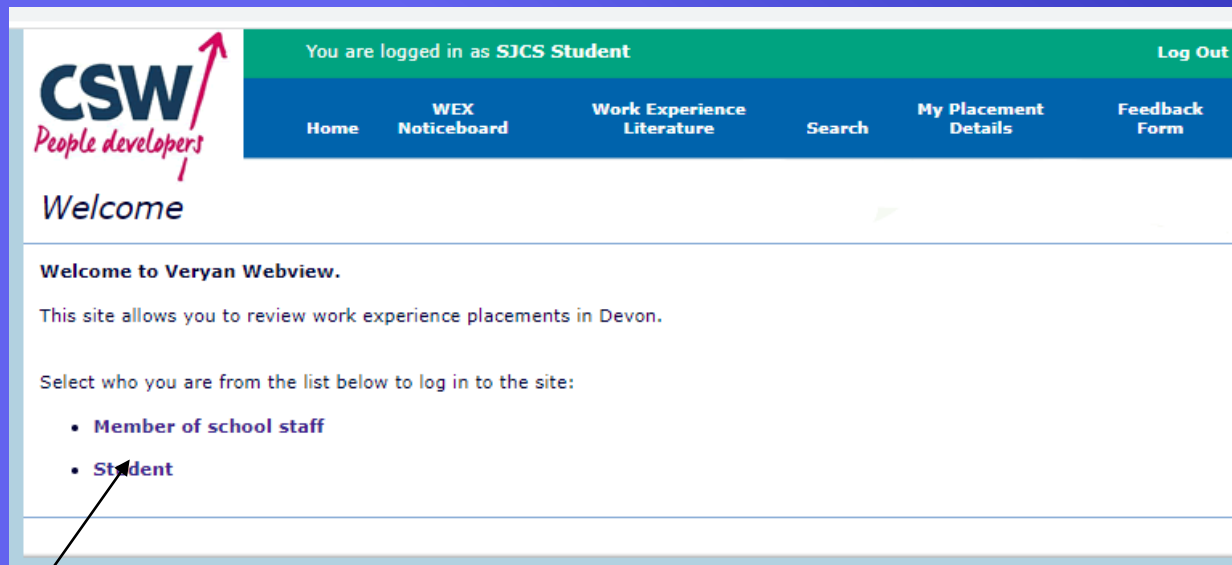 CSW
People developers
You are logged in as SJCS Student
Log Out
Home
WEX Noticeboard
Work Experience Literature
Search
My Placement Details
Feedback Form
Welcome
Welcome to Veryan Webview.
This site allows you to review work experience placements in Devon.
Select who you are from the list below to log in to the site:
• Member of school staff
• Student